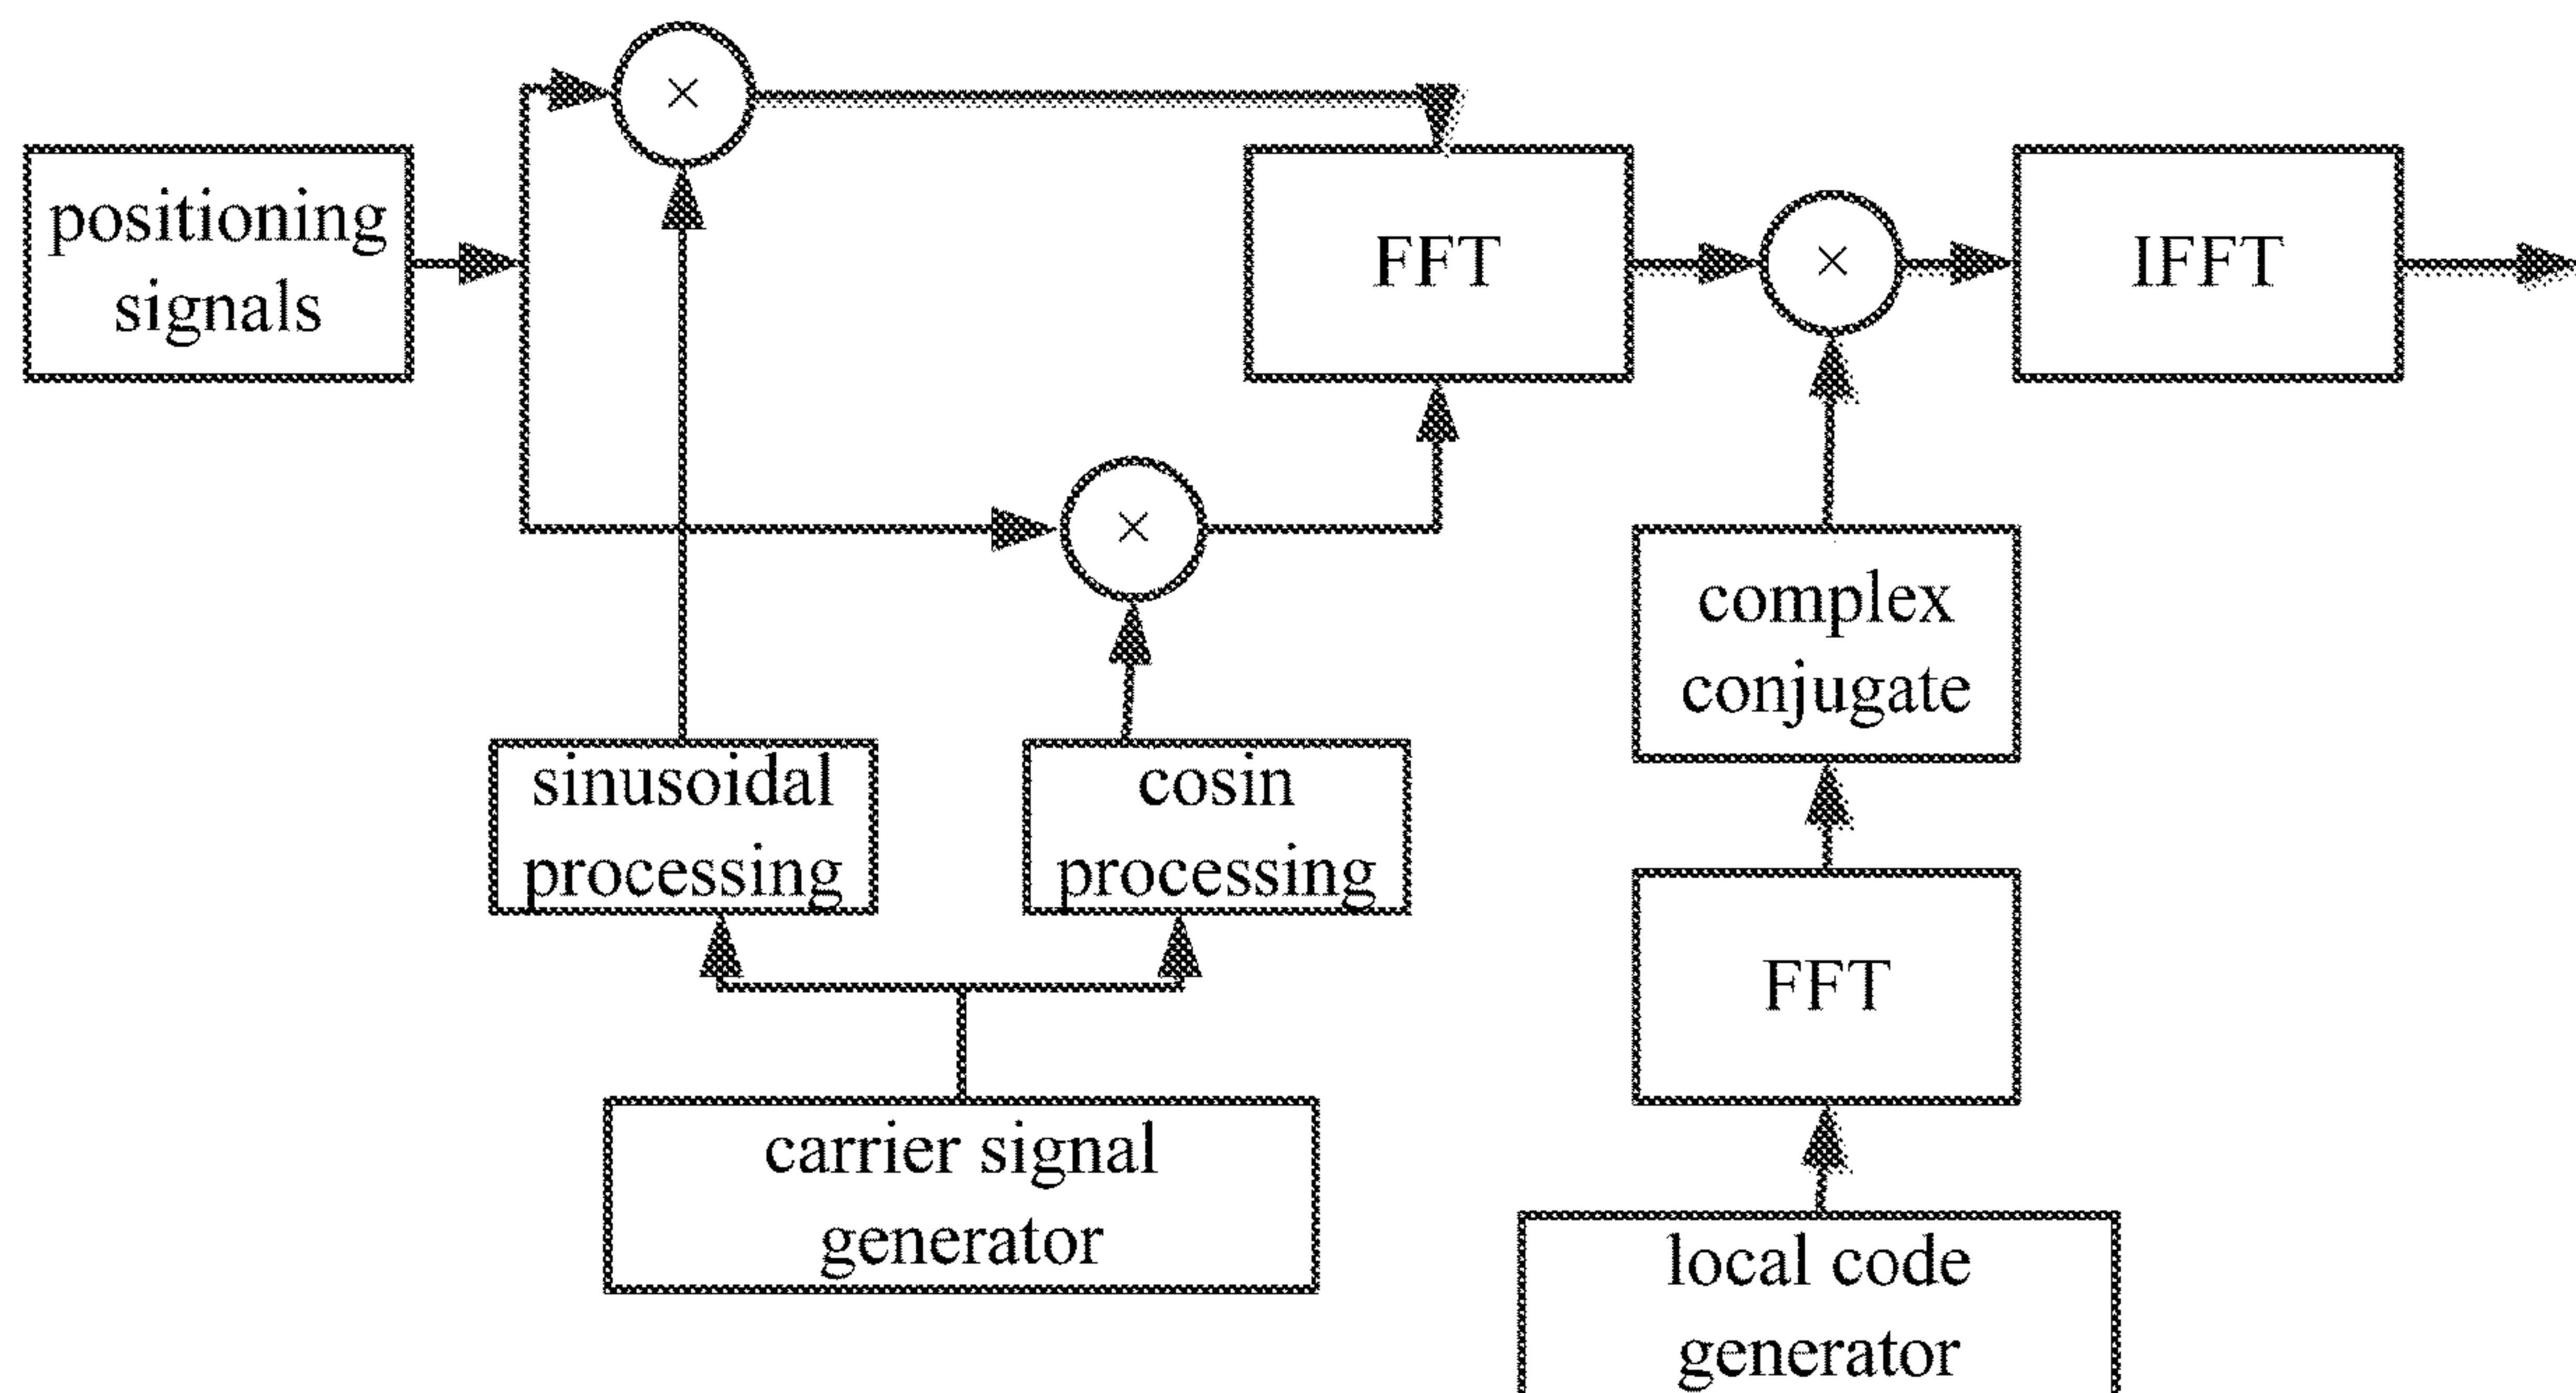 ×
positioning
signals
FFT
×
IFFT
×
complex
conjugate
sinusoidal
processing
cosin
processing
FFT
carrier signal
generator
local code
generator